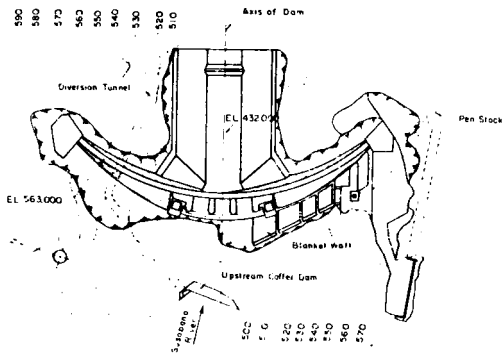 590
580
570
560
550
540
530
520
510
Axis of Dam
Diversion Tunnel
EL 432.000
Pen Stock
EL 563.000
Blanket Wall
Upstream Coffer Dam
River
500
510
520
530
540
550
560
570